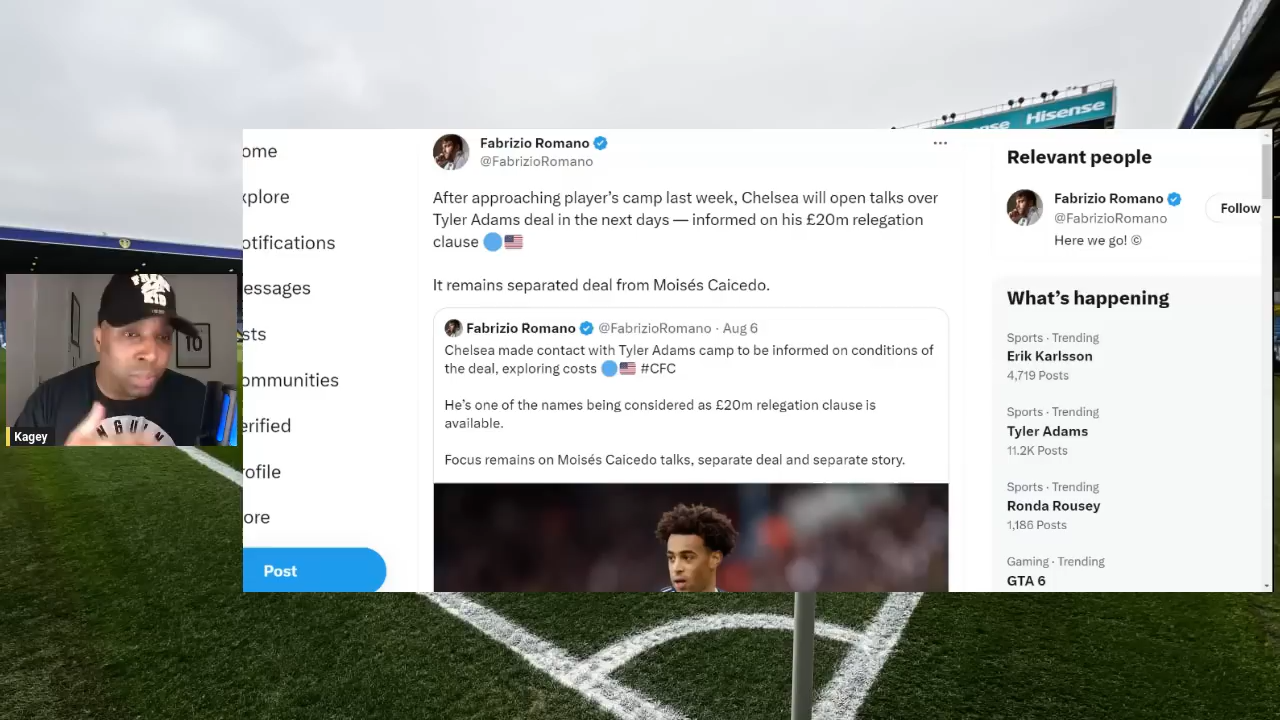 Hisense
ome
xplore
otifications
essages
sts
ommunities
erified
ofile
ore
Post
Fabrizio Romano
@FabrizioRomano
After approaching player’s camp last week, Chelsea will open talks over
Tyler Adams deal in the next days — informed on his £20m relegation
clause
It remains separated deal from Moisés Caicedo.
Fabrizio Romano @FabrizioRomano · Aug 6
Chelsea made contact with Tyler Adams camp to be informed on conditions of
the deal, exploring costs #CFC
He’s one of the names being considered as £20m relegation clause is
available.
Focus remains on Moisés Caicedo talks, separate deal and separate story.
Relevant people
Fabrizio Romano
@FabrizioRomano
Follow
Here we go! ©
What’s happening
Sports · Trending
Erik Karlsson
4,719 Posts
Sports · Trending
Tyler Adams
11.2K Posts
Sports · Trending
Ronda Rousey
1,186 Posts
Gaming · Trending
GTA 6
10
Kagey